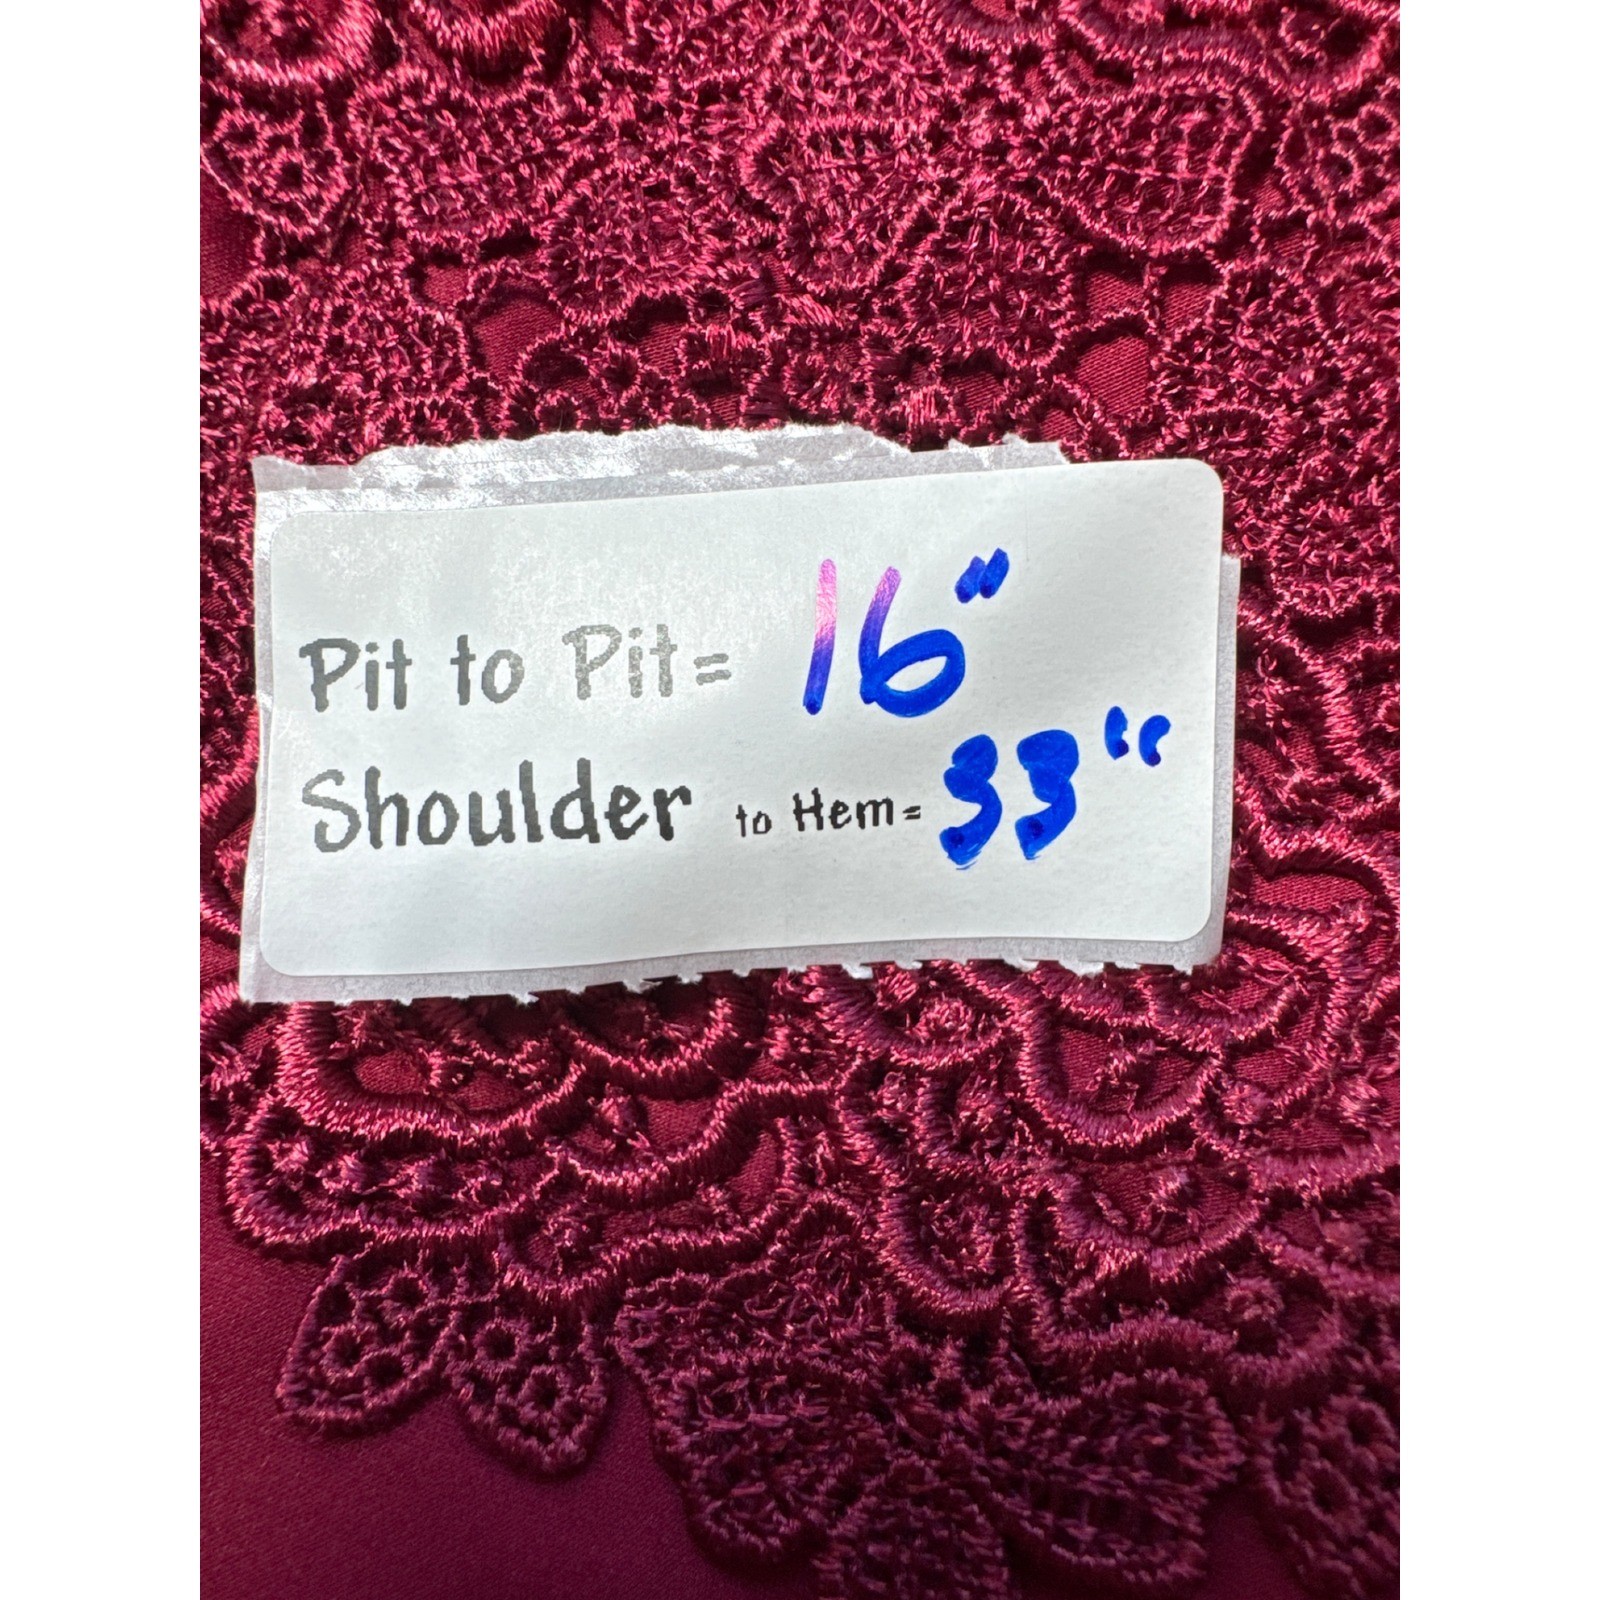 Pit to Pit= 16"
Shoulder to Hem= 33"